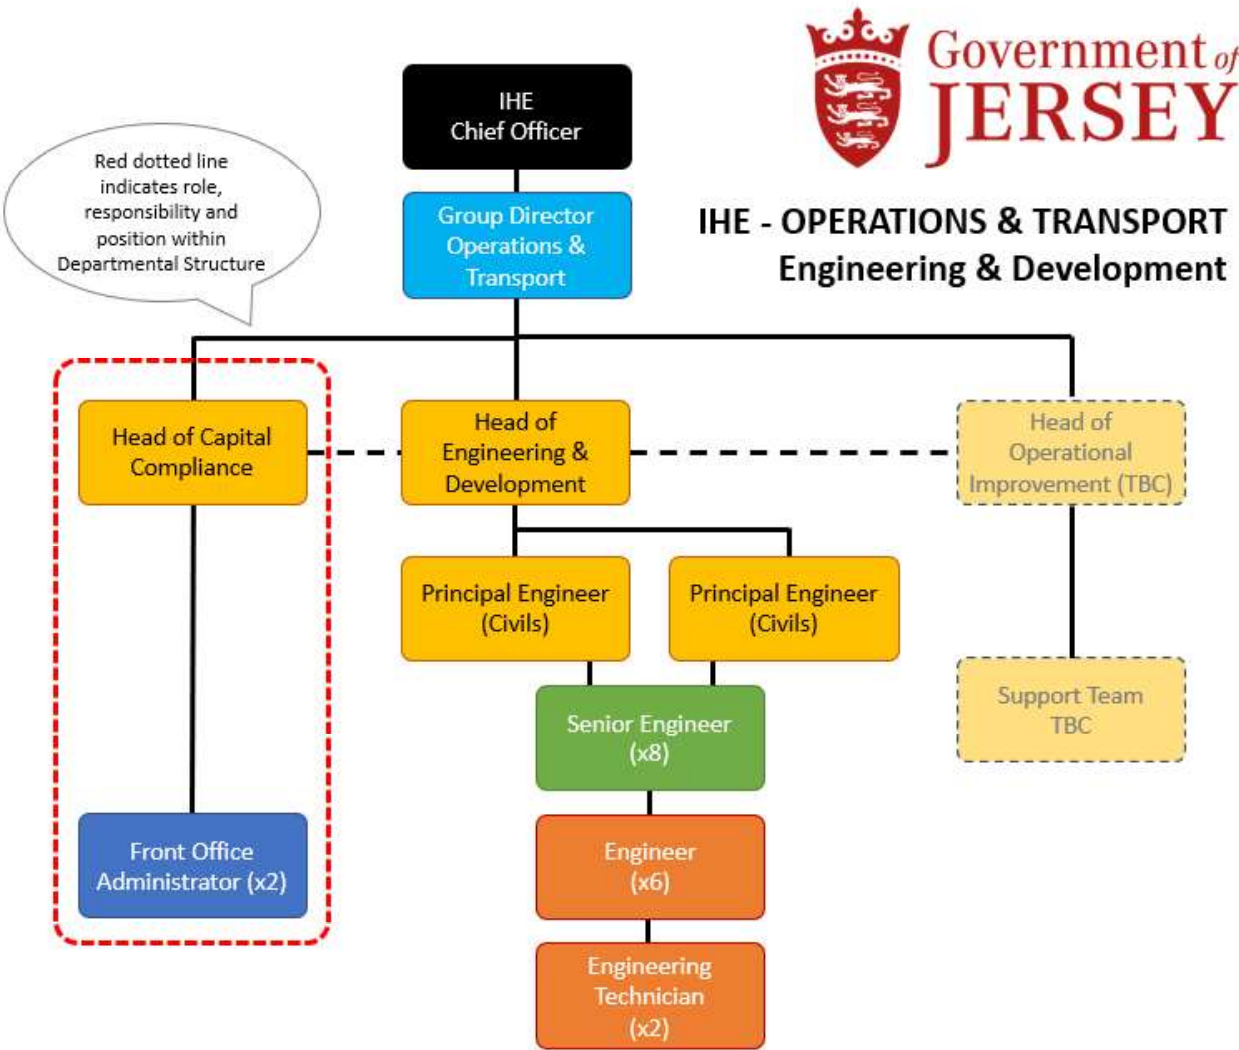 Government of
JERSEY
IHE
Chief Officer
Red dotted line
indicates role,
responsibility and
position within
Departmental Structure
Group Director
Operations &
Transport
IHE - OPERATIONS & TRANSPORT
Engineering & Development
Head of Capital
Compliance
Head of
Engineering &
Development
Head of
Operational
Improvement (TBC)
Principal Engineer
(Civils)
Principal Engineer
(Civils)
Senior Engineer
(x8)
Support Team
TBC
Front Office
Administrator (x2)
Engineer
(x6)
Engineering
Technician
(x2)